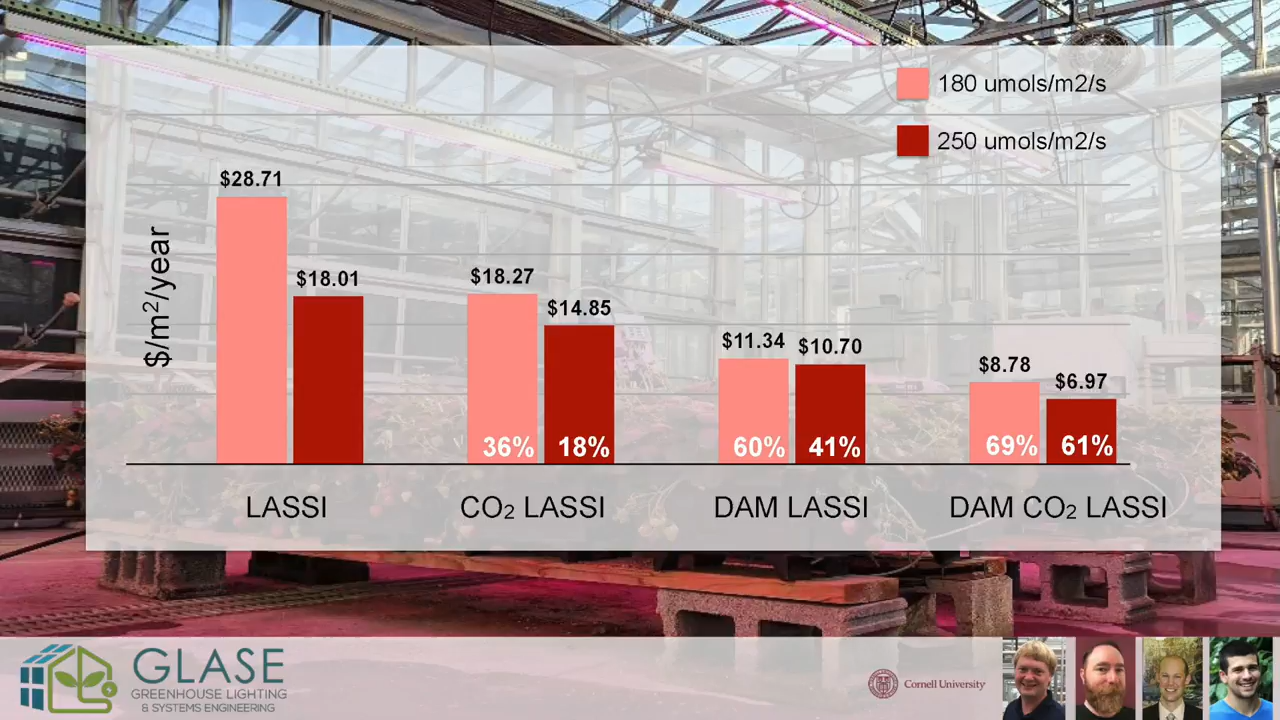 180 umols/m2/s
250 umols/m2/s
$/m²/year
$28.71
$18.01
$18.27
$14.85
$11.34
$10.70
$8.78
$6.97
36%
18%
60%
41%
69%
61%
LASSI
CO₂ LASSI
DAM LASSI
DAM CO₂ LASSI
GLASE
GREENHOUSE LIGHTING
& SYSTEMS ENGINEERING
Cornell University